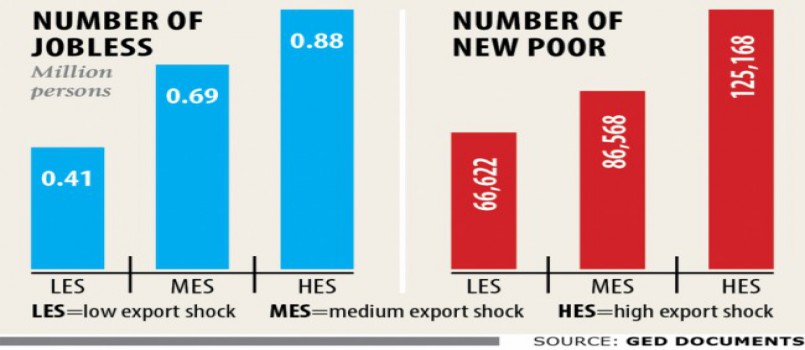 NUMBER OF
JOBLESS
Million
persons
0.41
0.69
0.88
LES
MES
HES
NUMBER OF
NEW POOR
66,622
86,568
125,168
LES
MES
HES
LES=low export shock MES=medium export shock HES=high export shock
SOURCE: GED DOCUMENTS